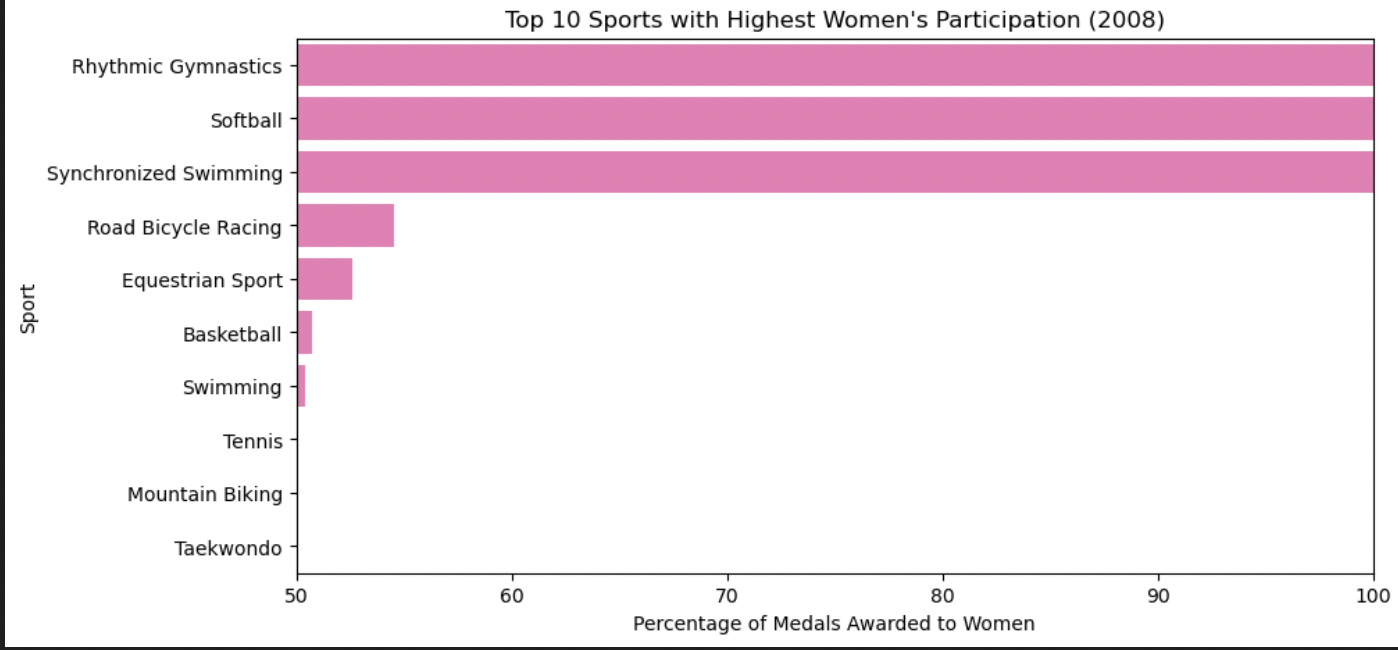 Top 10 Sports with Highest Women's Participation (2008)
Rhythmic Gymnastics
Softball
Synchronized Swimming
Road Bicycle Racing
Equestrian Sport
Basketball
Swimming
Tennis
Mountain Biking
Taekwondo
Sport
50 60 70 80 90 100
Percentage of Medals Awarded to Women